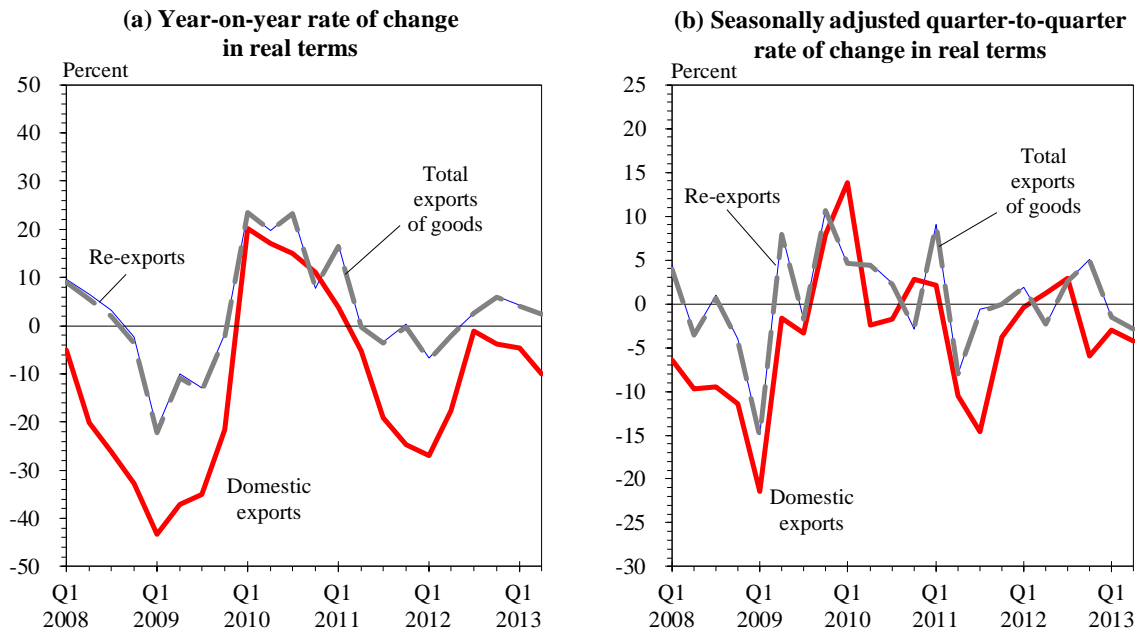 (a) Year-on-year rate of change
in real terms
Percent
50
40
30
20
10
0
-10
-20
-30
-40
-50
Re-exports
Total
exports
of goods
Domestic
exports
Q1 Q1 Q1 Q1 Q1 Q1
2008 2009 2010 2011 2012 2013
(b) Seasonally adjusted quarter-to-quarter
rate of change in real terms
Percent
25
20
15
10
5
0
-5
-10
-15
-20
-25
-30
Re-exports
Total
exports
of goods
Domestic
exports
Q1 Q1 Q1 Q1 Q1 Q1
2008 2009 2010 2011 2012 2013